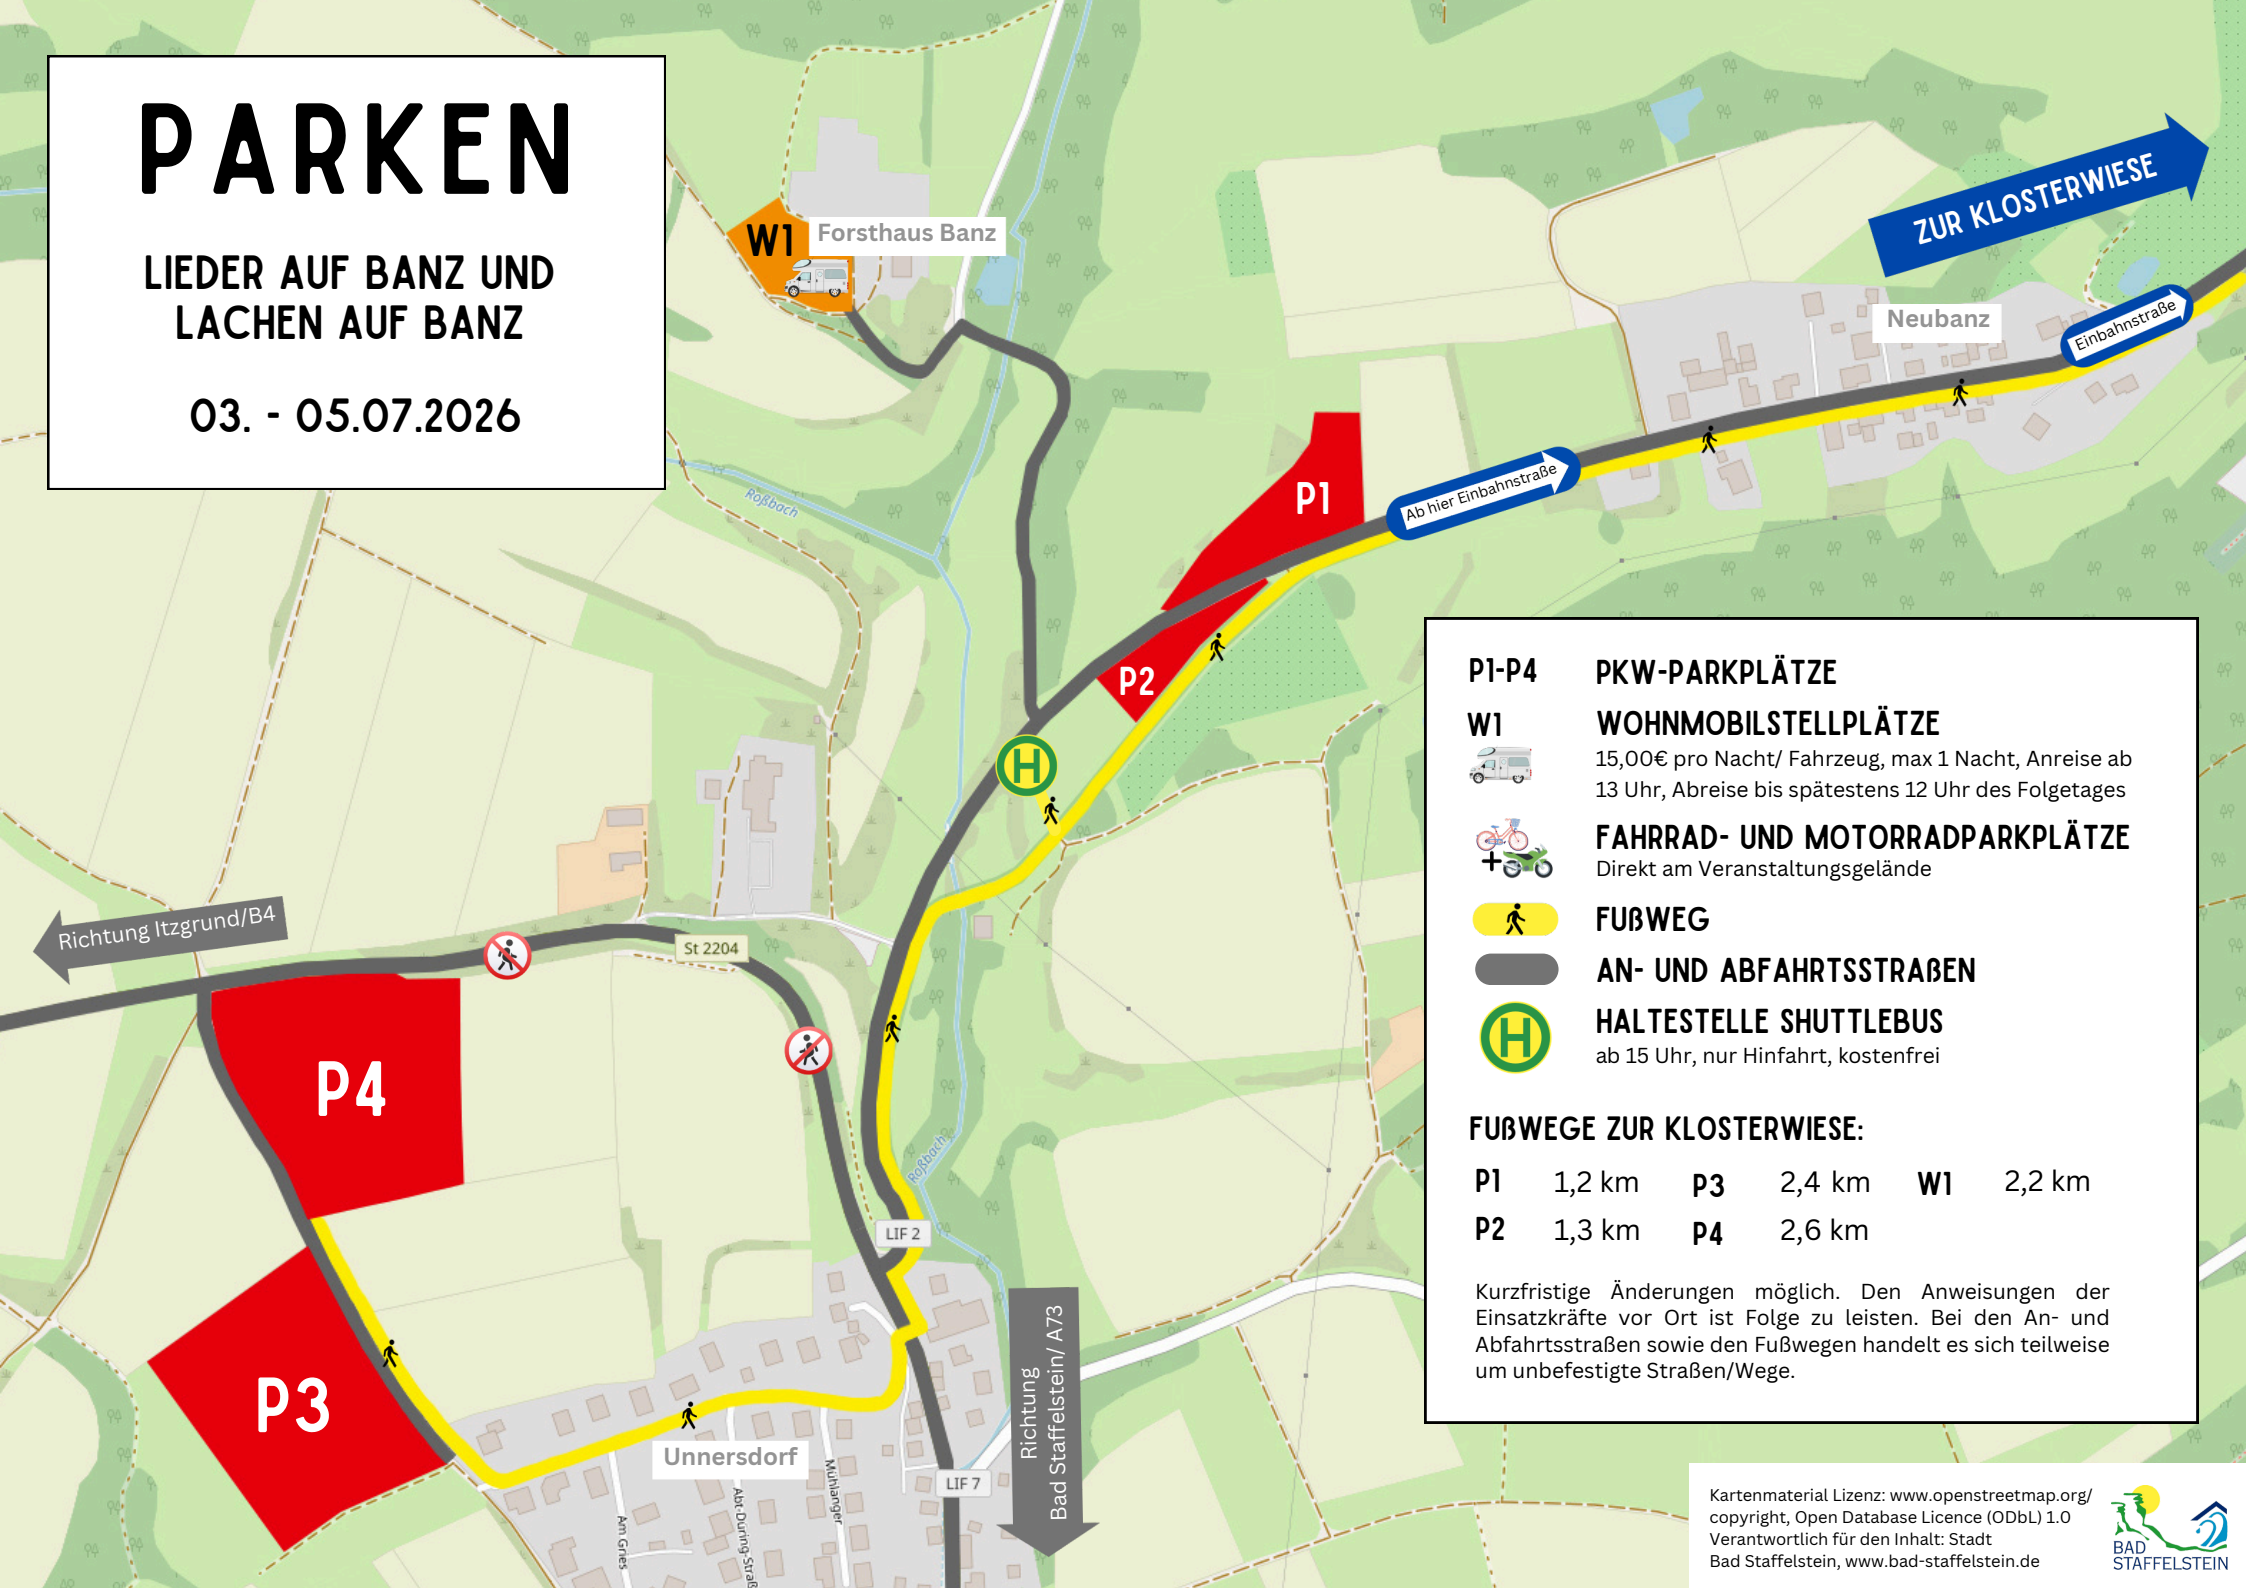 PARKEN
LIEDER AUF BANZ UND
LACHEN AUF BANZ
03. - 05.07.2026
W1
Forsthaus Banz
ZUR KLOSTERWIESE
Neubanz
Einbahnstraße
Ab hier Einbahnstraße
Roßbach
P1
P2
H
Richtung Itzgrund/B4
St 2204
P4
Roßbach
LIF 2
P3
Unnersdorf
Richtung
Bad Staffelstein/ A73
LIF 7
Am Gries
Abt-Düring-Straß
Mühlanger
P1-P4 PKW-PARKPLÄTZE
W1 WOHNMOBILSTELLPLÄTZE
15,00€ pro Nacht/ Fahrzeug, max 1 Nacht, Anreise ab
13 Uhr, Abreise bis spätestens 12 Uhr des Folgetages
+ FAHRRAD- UND MOTORRADPARKPLÄTZE
Direkt am Veranstaltungsgelände
FUßWEG
AN- UND ABFAHRTSSTRAßEN
H HALTESTELLE SHUTTLEBUS
ab 15 Uhr, nur Hinfahrt, kostenfrei
FUßWEGE ZUR KLOSTERWIESE:
P1 1,2 km P3 2,4 km W1 2,2 km
P2 1,3 km P4 2,6 km
Kurzfristige Änderungen möglich. Den Anweisungen der
Einsatzkräfte vor Ort ist Folge zu leisten. Bei den An- und
Abfahrtsstraßen sowie den Fußwegen handelt es sich teilweise
um unbefestigte Straßen/Wege.
Kartenmaterial Lizenz: www.openstreetmap.org/
copyright, Open Database Licence (ODbL) 1.0
Verantwortlich für den Inhalt: Stadt
Bad Staffelstein, www.bad-staffelstein.de
BAD
STAFFELSTEIN